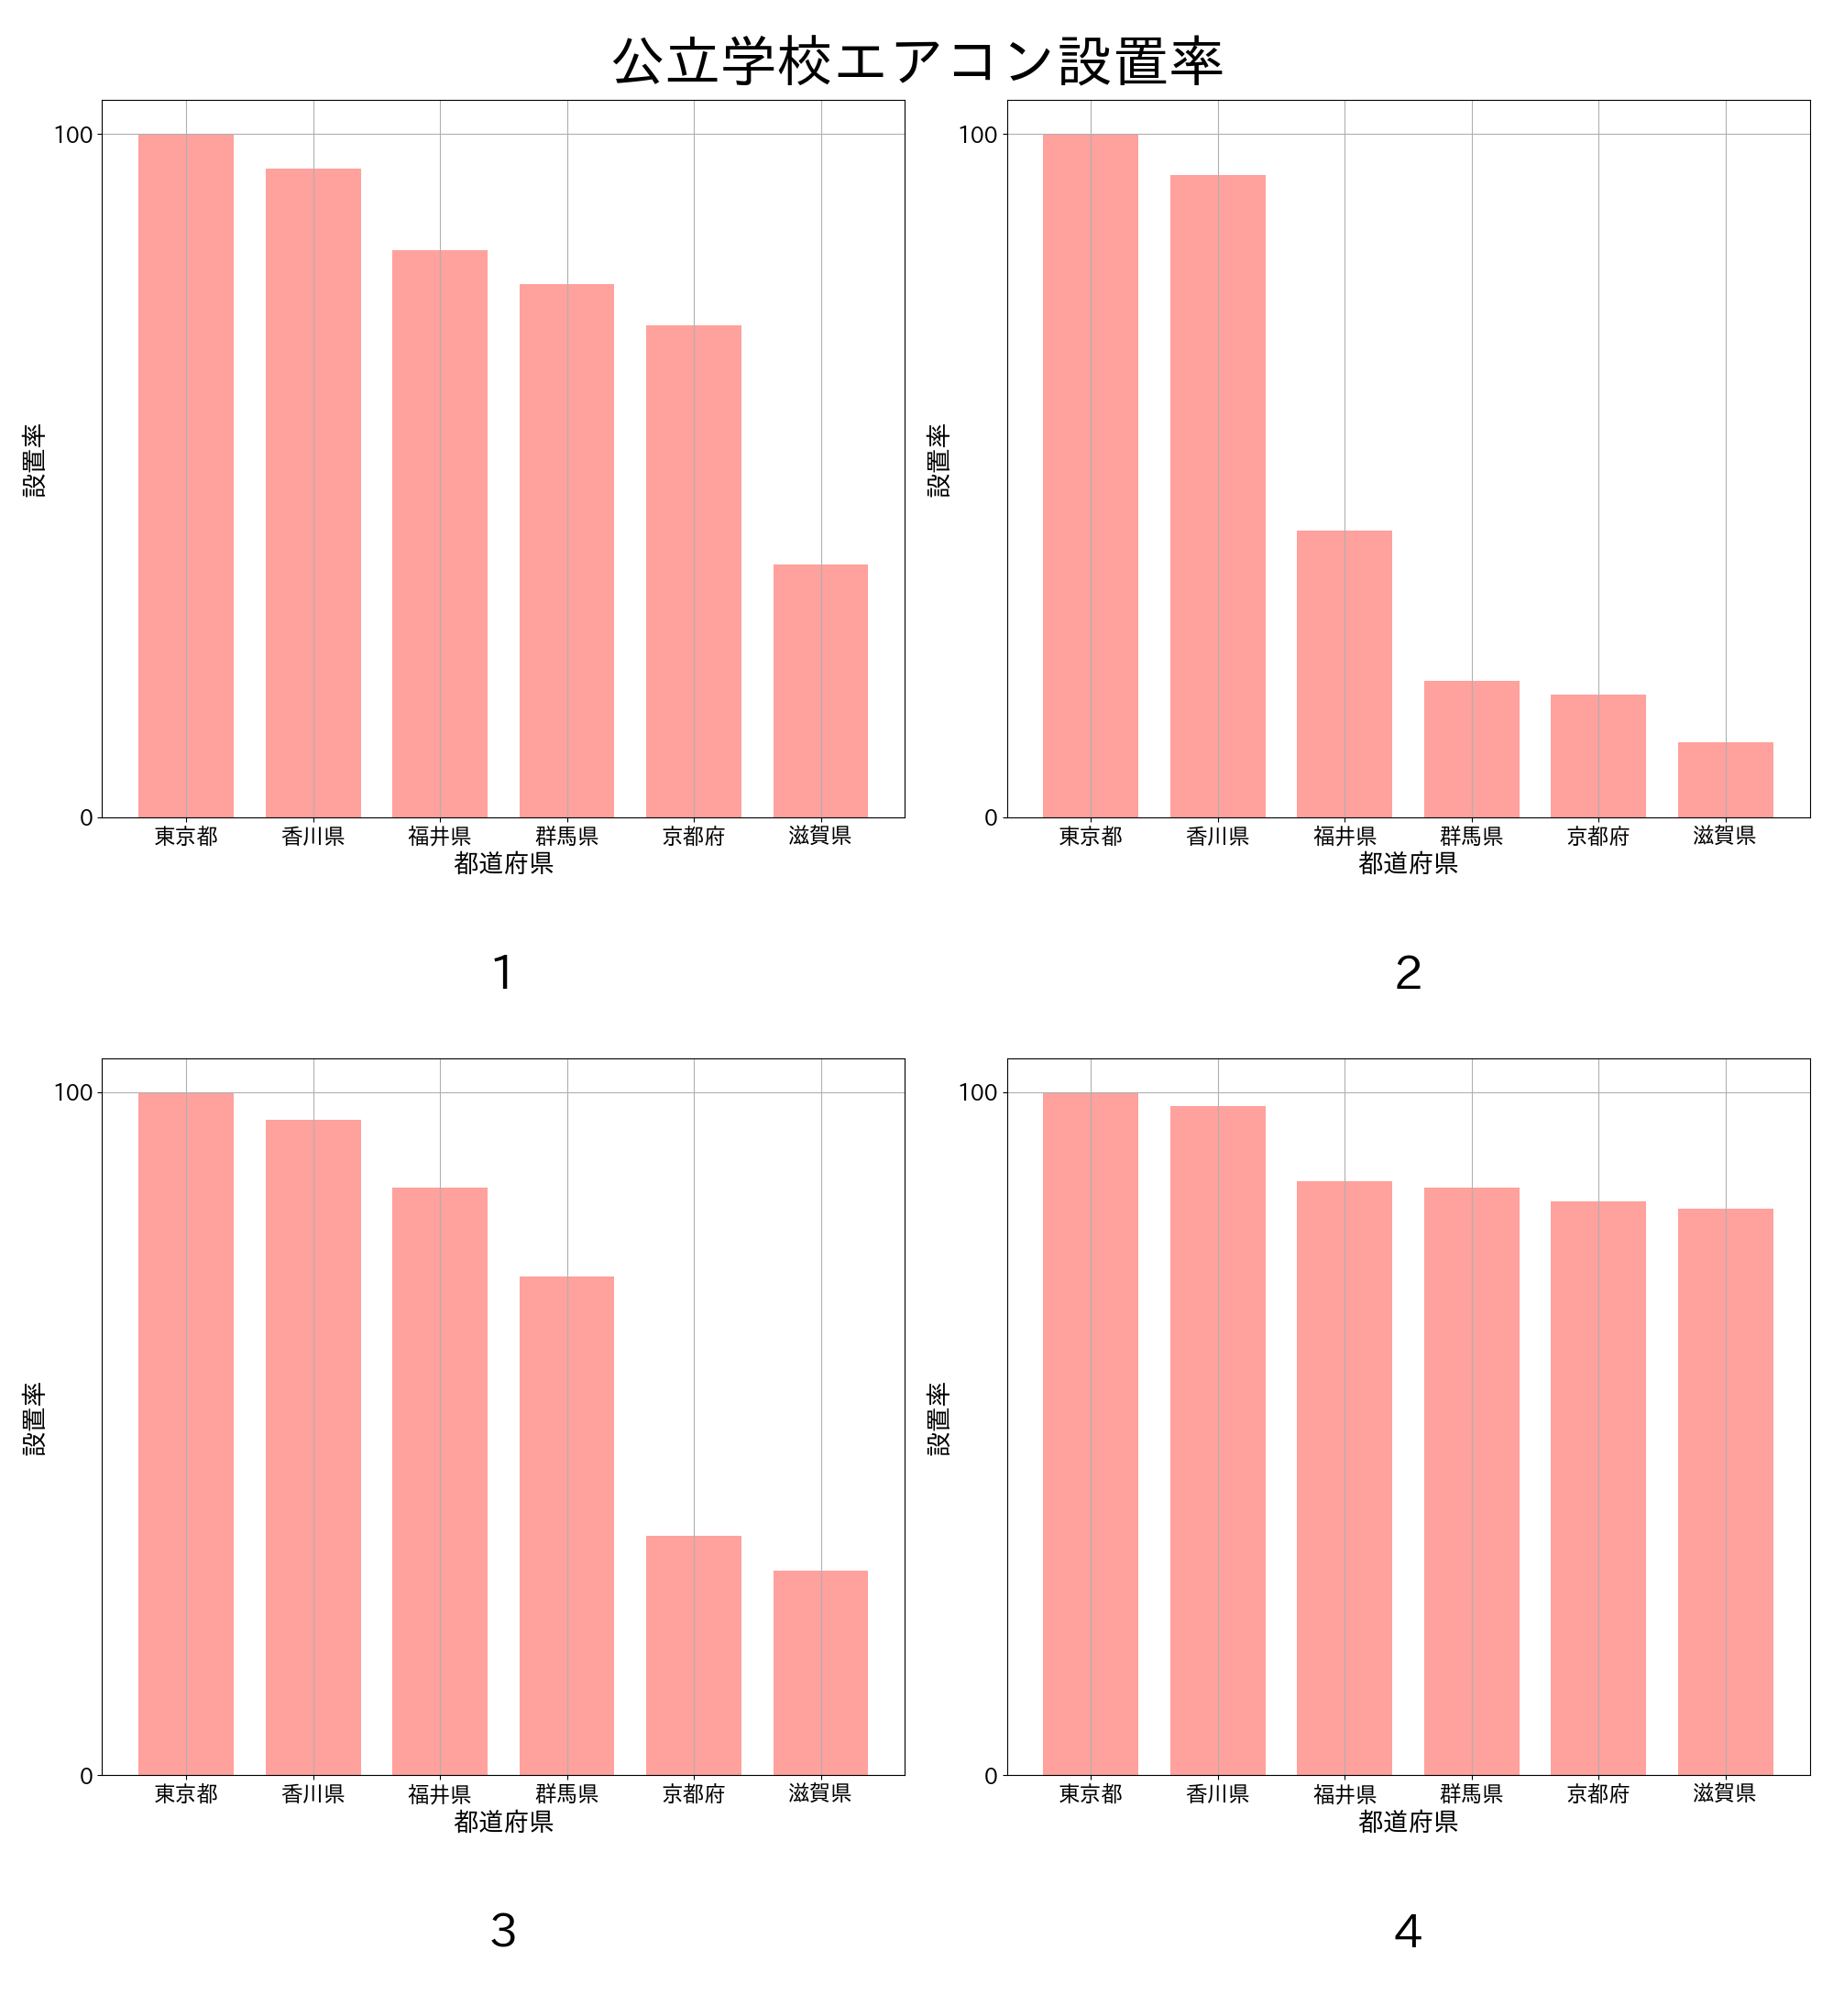 公立学校エアコン設置率
100
設置率
0
東京都 香川県 福井県 群馬県 京都府 滋賀県
都道府県
1
100
設置率
0
東京都 香川県 福井県 群馬県 京都府 滋賀県
都道府県
2
100
設置率
0
東京都 香川県 福井県 群馬県 京都府 滋賀県
都道府県
3
100
設置率
0
東京都 香川県 福井県 群馬県 京都府 滋賀県
都道府県
4